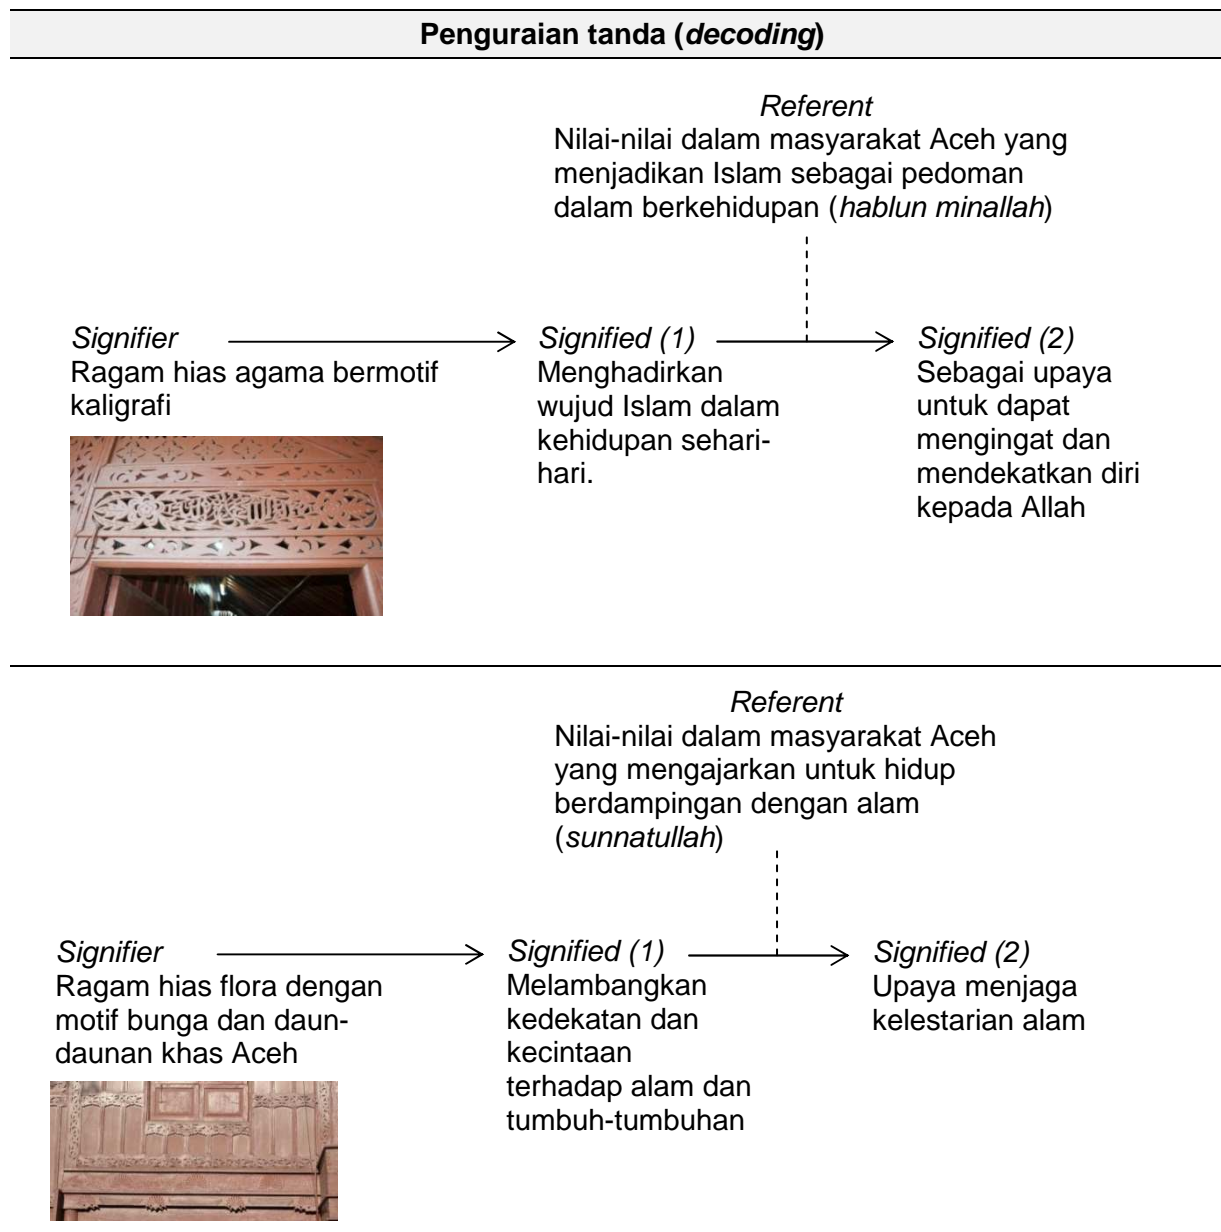 Penguraian tanda (decoding)
Referent
Nilai-nilai dalam masyarakat Aceh yang
menjadikan Islam sebagai pedoman
dalam berkehidupan (hablun minallah)
Signifier
Ragam hias agama bermotif
kaligrafi
Signified (1)
Menghadirkan
wujud Islam dalam
kehidupan sehari-
hari.
Signified (2)
Sebagai upaya
untuk dapat
mengingat dan
mendekatkan diri
kepada Allah
Referent
Nilai-nilai dalam masyarakat Aceh
yang mengajarkan untuk hidup
berdampingan dengan alam
(sunnatullah)
Signifier
Ragam hias flora dengan
motif bunga dan daun-
daunan khas Aceh
Signified (1)
Melambangkan
kedekatan dan
kecintaan
terhadap alam dan
tumbuh-tumbuhan
Signified (2)
Upaya menjaga
kelestarian alam